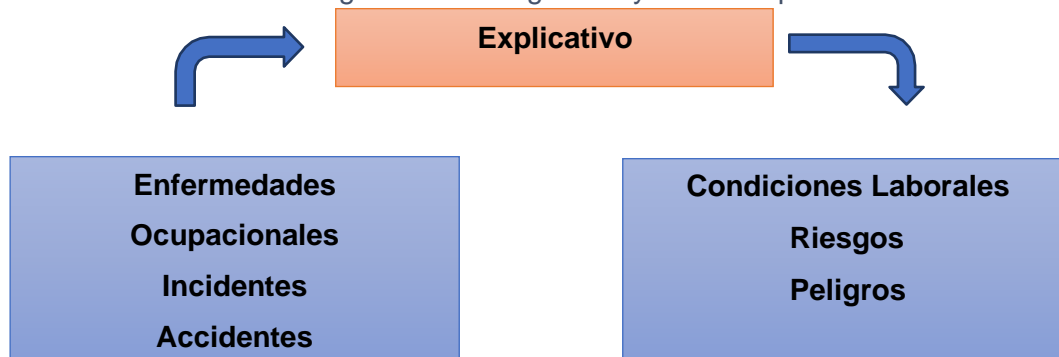 Explicativo
Enfermedades
Ocupacionales
Incidentes
Accidentes
Condiciones Laborales
Riesgos
Peligros